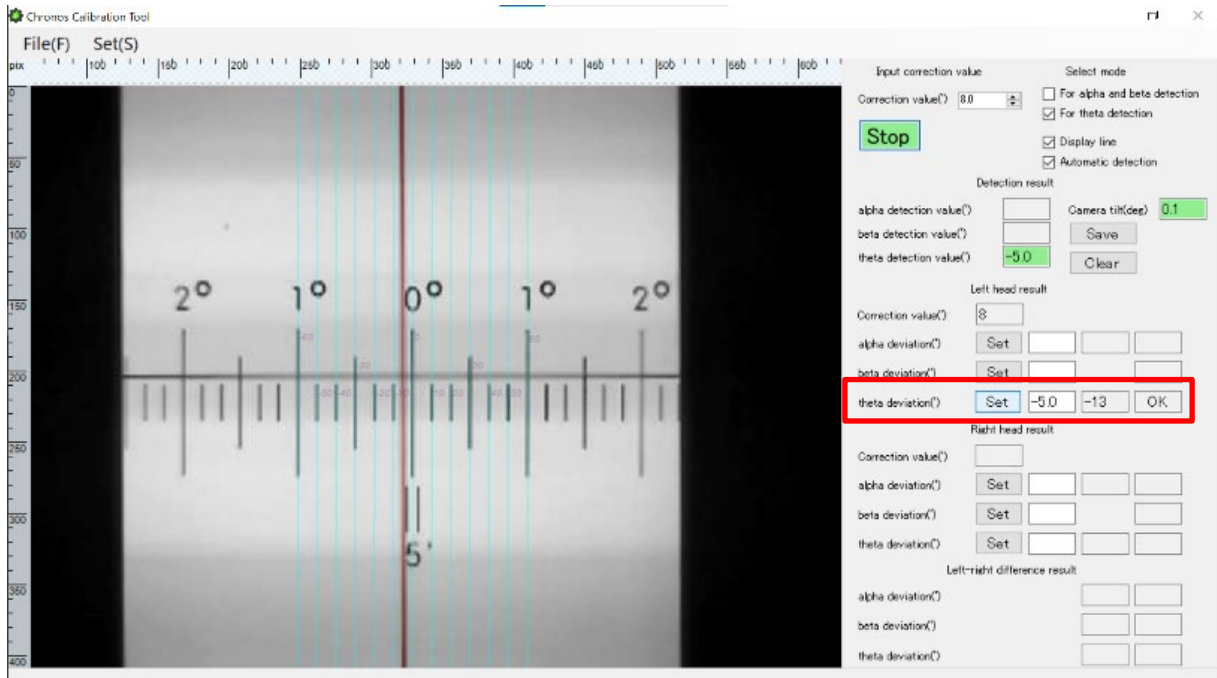 Chronos Calibration Tool
File(F) Set(S)
pix 100 150 200 250 300 350 400 450 500 550 600
0
50
100
150
200
250
300
350
400
2° 1° 0° 1° 2°
5'
Input correction value
Correction value(') 8.0
Stop
Select mode
For alpha and beta detection
For theta detection
Display line
Automatic detection
Detection result
alpha detection value(') Camera tilt(deg) 0.1
beta detection value(') Save
theta detection value(') -5.0 Clear
Left head result
Correction value(') 8
alpha deviation(') Set
beta deviation(') Set
theta deviation(') Set -5.0 -13 OK
Right head result
Correction value(')
alpha deviation(') Set
beta deviation(') Set
theta deviation(') Set
Left-right difference result
alpha deviation(')
beta deviation(')
theta deviation(')